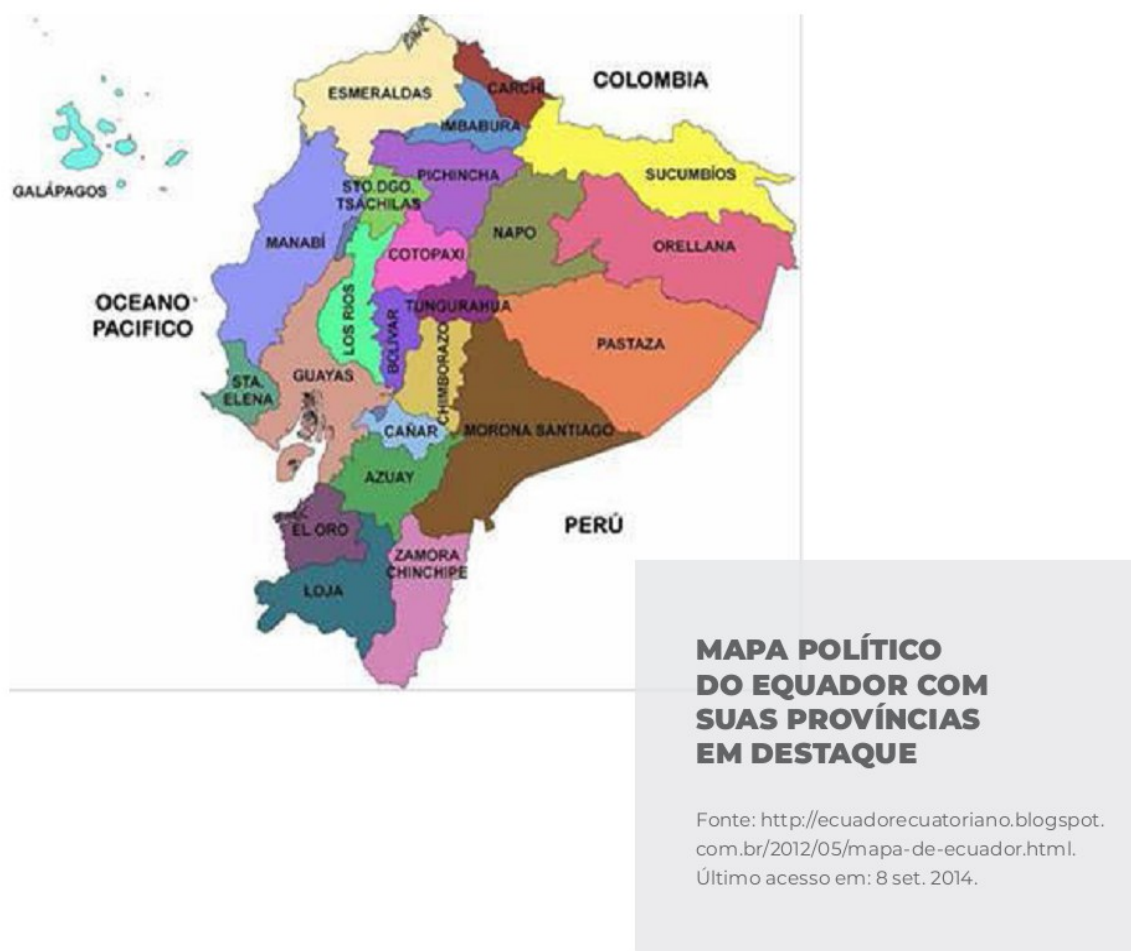 COLOMBIA
ESMERALDAS
CARCHI
IMBABURA
GALÁPAGOS
PICHINCHA
SUCUMBÍOS
STO.DGO.
TSÁCHILAS
MANABÍ
NAPO
ORELLANA
COTOPAXI
OCEANO
PACIFICO
TUNGURAHUA
LOS RIOS
BOLIVAR
CHIMBORAZO
PASTAZA
GUAYAS
STA.
ELENA
CAÑAR
MORONA SANTIAGO
AZUAY
PERÚ
EL ORO
ZAMORA
CHINCHIPE
LOJA
MAPA POLÍTICO
DO EQUADOR COM
SUAS PROVÍNCIAS
EM DESTAQUE
Fonte: http://ecuadorecuatoriano.blogspot.
com.br/2012/05/mapa-de-ecuador.html.
Último acesso em: 8 set. 2014.